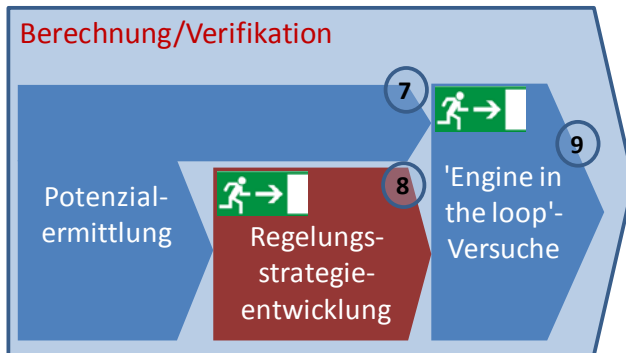 Berechnung/Verifikation
7
9
8
Potenzial-
ermittlung
Regelungs-
strategie-
entwicklung
'Engine in
the loop'-
Versuche